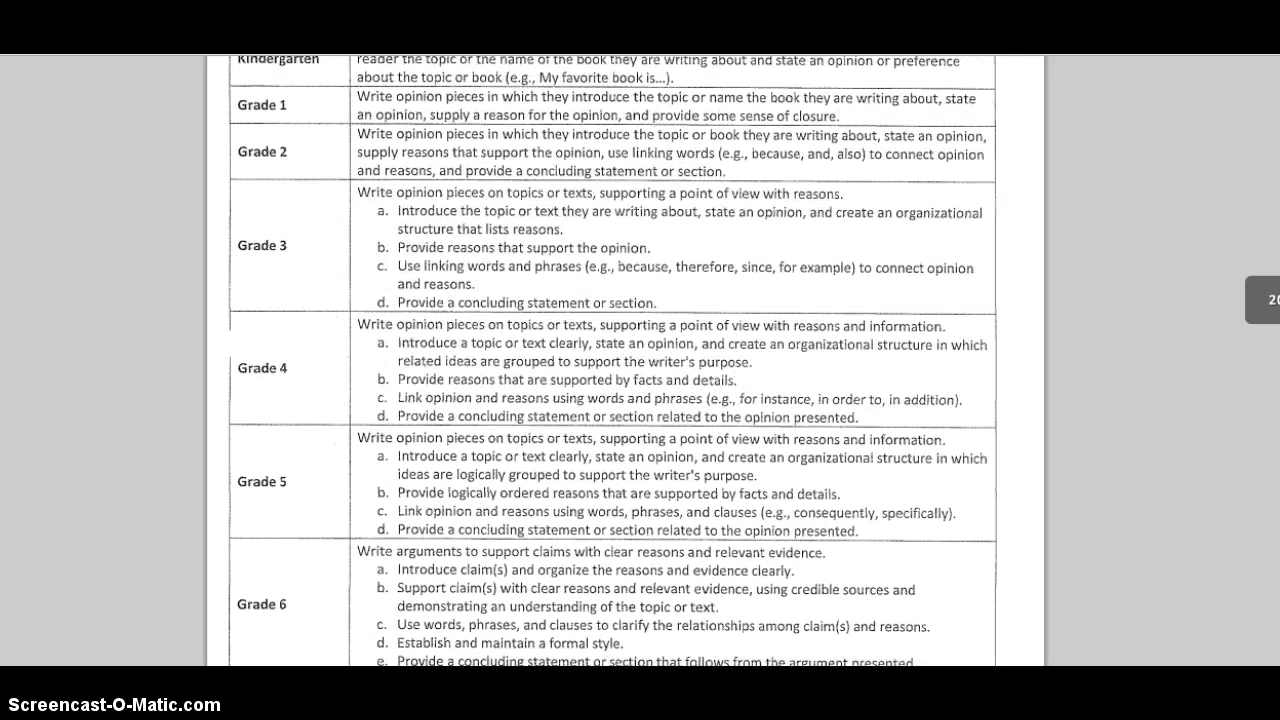 Kindergarten
reader the topic or the name of the book they are writing about and state an opinion or preference
about the topic or book (e.g., My favorite book is...).
Grade 1
Write opinion pieces in which they introduce the topic or name the book they are writing about, state
an opinion, supply a reason for the opinion, and provide some sense of closure.
Grade 2
Write opinion pieces in which they introduce the topic or book they are writing about, state an opinion,
supply reasons that support the opinion, use linking words (e.g., because, and, also) to connect opinion
and reasons, and provide a concluding statement or section.
Grade 3
Write opinion pieces on topics or texts, supporting a point of view with reasons.
a. Introduce the topic or text they are writing about, state an opinion, and create an organizational
structure that lists reasons.
b. Provide reasons that support the opinion.
c. Use linking words and phrases (e.g., because, therefore, since, for example) to connect opinion
and reasons.
d. Provide a concluding statement or section.
Grade 4
Write opinion pieces on topics or texts, supporting a point of view with reasons and information.
a. Introduce a topic or text clearly, state an opinion, and create an organizational structure in which
related ideas are grouped to support the writer's purpose.
b. Provide reasons that are supported by facts and details.
c. Link opinion and reasons using words and phrases (e.g., for instance, in order to, in addition).
d. Provide a concluding statement or section related to the opinion presented.
Grade 5
Write opinion pieces on topics or texts, supporting a point of view with reasons and information.
a. Introduce a topic or text clearly, state an opinion, and create an organizational structure in which
ideas are logically grouped to support the writer's purpose.
b. Provide logically ordered reasons that are supported by facts and details.
c. Link opinion and reasons using words, phrases, and clauses (e.g., consequently, specifically).
d. Provide a concluding statement or section related to the opinion presented.
Grade 6
Write arguments to support claims with clear reasons and relevant evidence.
a. Introduce claim(s) and organize the reasons and evidence clearly.
b. Support claim(s) with clear reasons and relevant evidence, using credible sources and
demonstrating an understanding of the topic or text.
c. Use words, phrases, and clauses to clarify the relationships among claim(s) and reasons.
d. Establish and maintain a formal style.
e. Provide a concluding statement or section that follows from the argument presented
Screencast-O-Matic.com